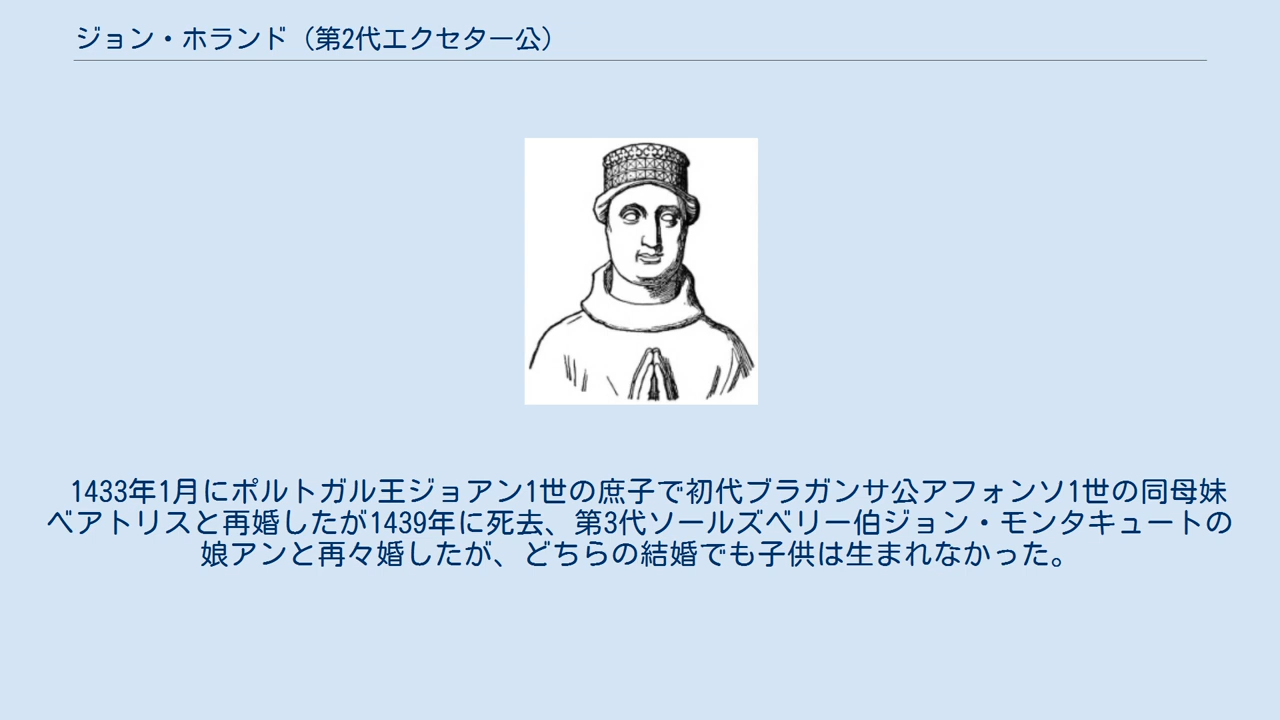 ジョン・ホランド（第2代エクセター公）
1433年1月にポルトガル王ジョアン1世の庶子で初代ブラガンサ公アフォンソ1世の同母妹
ベアトリスと再婚したが1439年に死去、第3代ソールズベリー伯ジョン・モンタキュートの
娘アンと再々婚したが、どちらの結婚でも子供は生まれなかった。